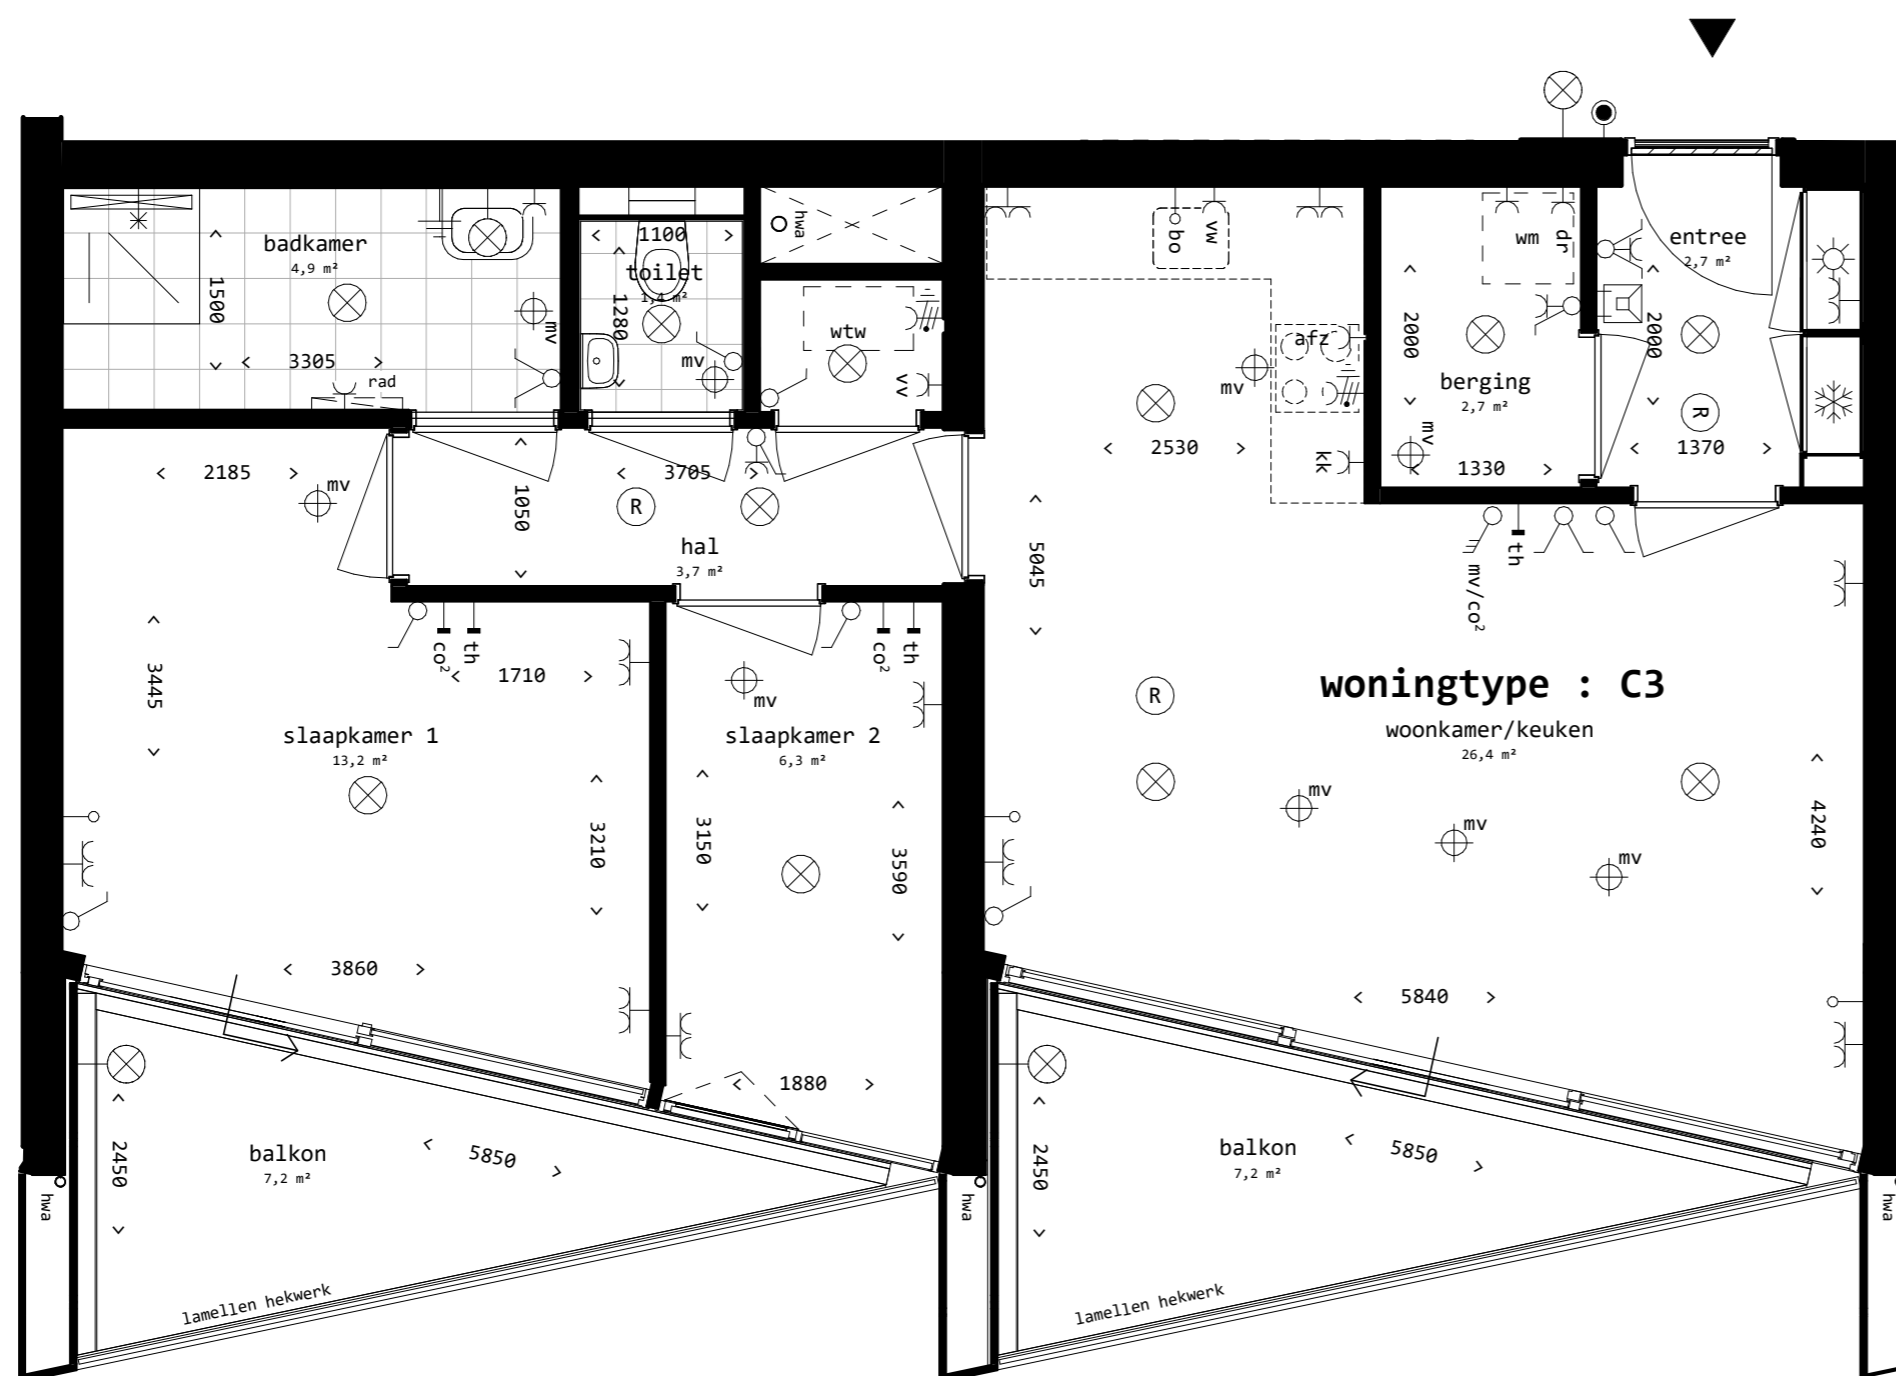 badkamer
4,9 m²
1500
3305
rad
mv
1100
toilet
1,4 m²
1280
mv
hwa
wtw
vv
bo
vw
afz
mv
kk
2530
wm
dr
2000
berging
2,7 m²
mv
1330
entree
2,7 m²
2000
R
1370
2185
mv
1050
3705
R
hal
3,7 m²
5045
th
mv/co²
3445
co²
th
1710
slaapkamer 1
13,2 m²
3210
3860
co²
th
mv
slaapkamer 2
6,3 m²
3150
3590
1880
R
woningtype : C3
woonkamer/keuken
26,4 m²
mv
mv
mv
4240
5840
2450
balkon
7,2 m²
5850
hwa
lamellen hekwerk
hwa
2450
balkon
7,2 m²
5850
lamellen hekwerk
hwa